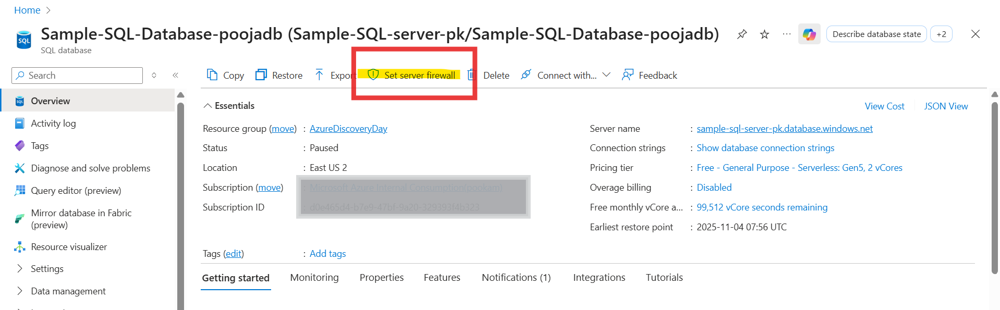 Home
Sample-SQL-Database-poojadb (Sample-SQL-server-pk/Sample-SQL-Database-poojadb)
SQL
SQL database
Describe database state
+2
Search
Copy
Restore
Export
Set server firewall
Delete
Connect with...
Feedback
Overview
Activity log
Tags
Diagnose and solve problems
Query editor (preview)
Mirror database in Fabric
(preview)
Resource visualizer
Settings
Data management
Essentials
View Cost
JSON View
Resource group (move) : AzureDiscoveryDay
Status : Paused
Location : East US 2
Subscription (move)
Subscription ID
Server name : sample-sql-server-pk.database.windows.net
Connection strings : Show database connection strings
Pricing tier : Free - General Purpose - Serverless: Gen5, 2 vCores
Overage billing : Disabled
Free monthly vCore a... : 99,512 vCore seconds remaining
Earliest restore point : 2025-11-04 07:56 UTC
Tags (edit) : Add tags
Getting started
Monitoring
Properties
Features
Notifications (1)
Integrations
Tutorials